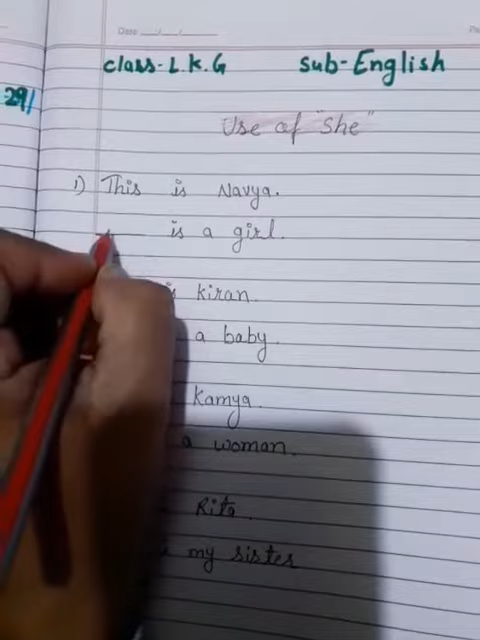 Date
class-L.K.G sub-English
29/
Use of "She"
1) This is Navya.
is a girl.
is kiran.
a baby.
Kamya.
a woman.
Rita.
my sister